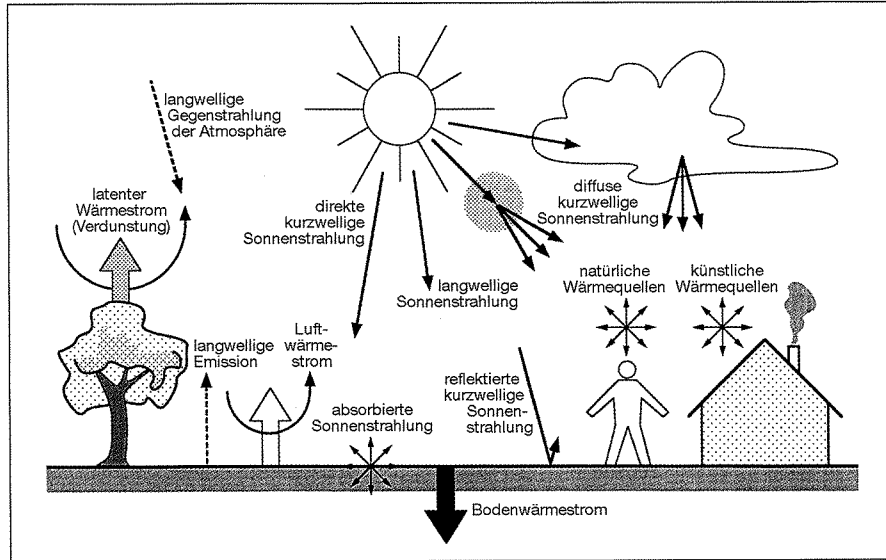 langwellige
Gegenstrahlung
der Atmosphäre
latenter
Wärmestrom
(Verdunstung)
direkte
kurzwellige
Sonnenstrahlung
diffuse
kurzwellige
Sonnenstrahlung
langwellige
Sonnenstrahlung
natürliche
Wärmequellen
künstliche
Wärmequellen
langwellige
Emission
Luft-
wärme-
strom
absorbierte
Sonnenstrahlung
reflektierte
kurzwellige
Sonnen-
strahlung
Bodenwärmestrom